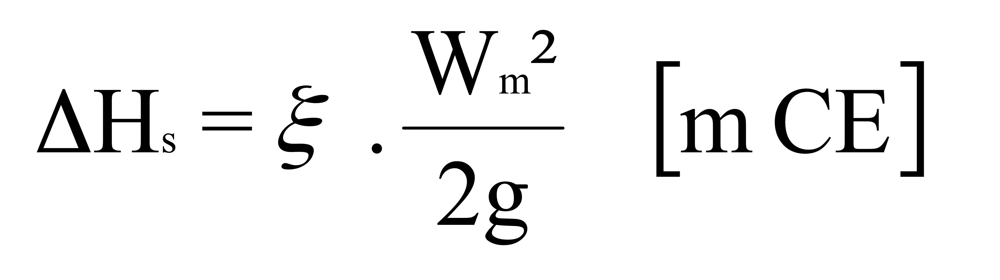 ΔHₛ = ξ . Wₘ² / 2g [m CE]